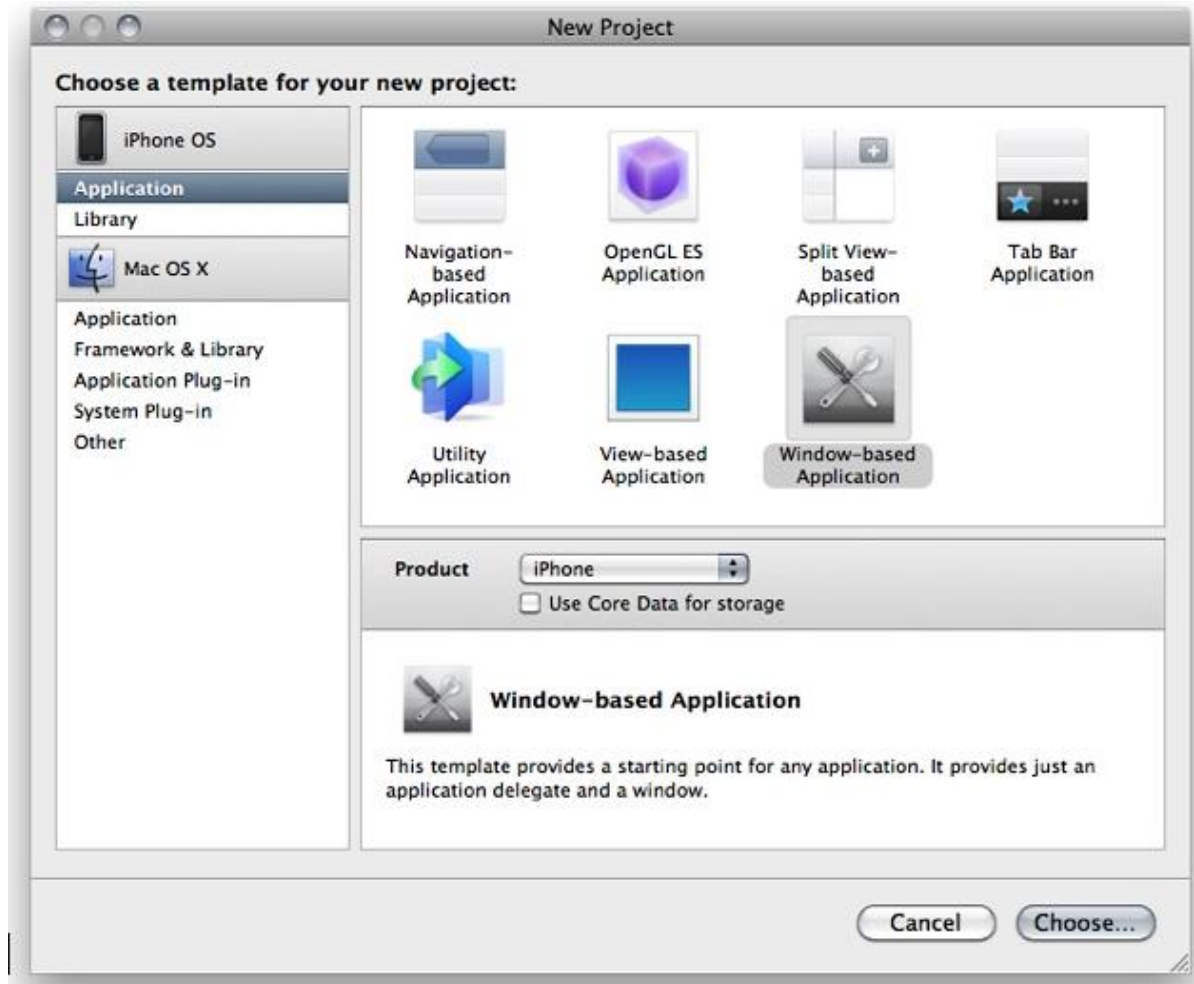 New Project
Choose a template for your new project:
iPhone OS
Application
Library
Mac OS X
Application
Framework & Library
Application Plug-in
System Plug-in
Other
Navigation-
based
Application
OpenGL ES
Application
Split View-
based
Application
Tab Bar
Application
Utility
Application
View-based
Application
Window-based
Application
Product
iPhone
Use Core Data for storage
Window-based Application
This template provides a starting point for any application. It provides just an
application delegate and a window.
Cancel
Choose...